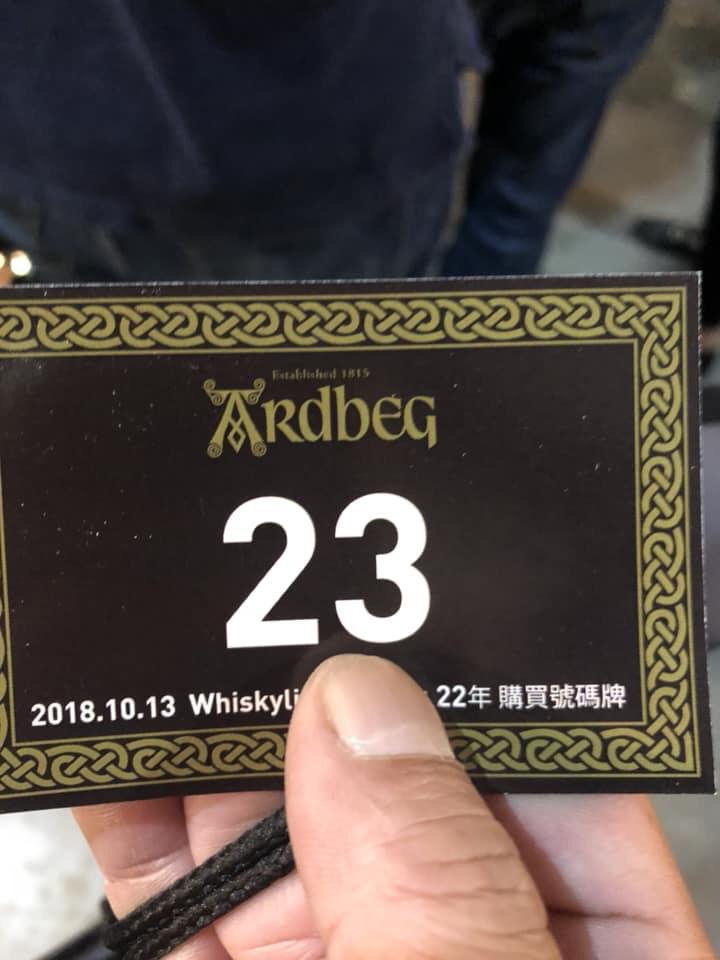 Established 1815
ARdbEG
23
2018.10.13 Whiskyli 22年 購買號碼牌